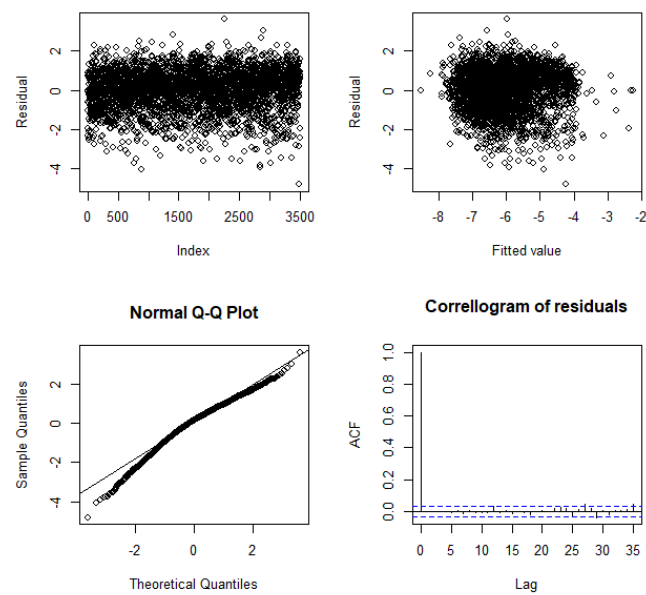 Residual
2
0
-2
-4
0 500 1500 2500 3500
Index
Residual
2
0
-2
-4
-8 -7 -6 -5 -4 -3 -2
Fitted value
Normal Q-Q Plot
Sample Quantiles
2
0
-2
-4
-2 0 2
Theoretical Quantiles
Correllogram of residuals
ACF
1.0
0.8
0.6
0.4
0.2
0.0
0 5 10 15 20 25 30 35
Lag